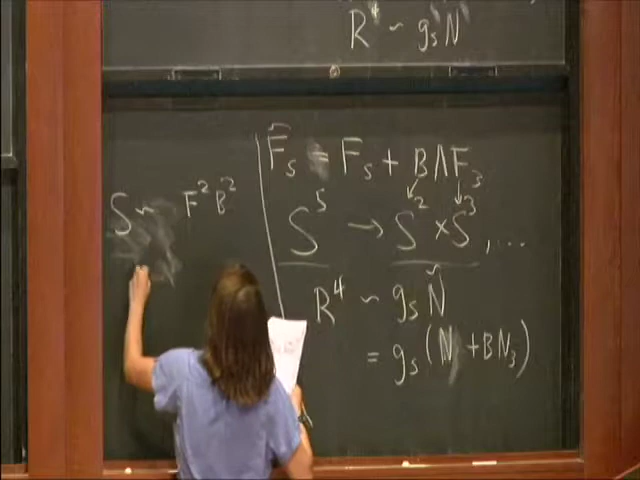 R⁴ ~ gₛN
F̃₅ = F₅ + B∧F₃
S ~ F²B²
S⁵ → S² × S³, ...
R⁴ ~ gₛÑ
= gₛ(N + BN₃)